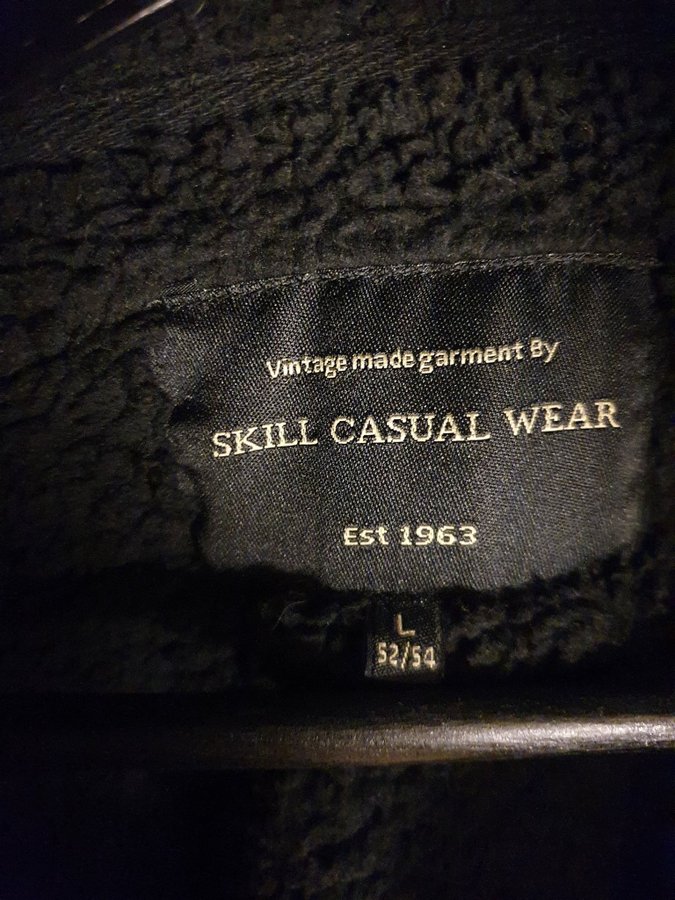 Vintage made garment By
SKILL CASUAL WEAR
Est 1963
L
52/54